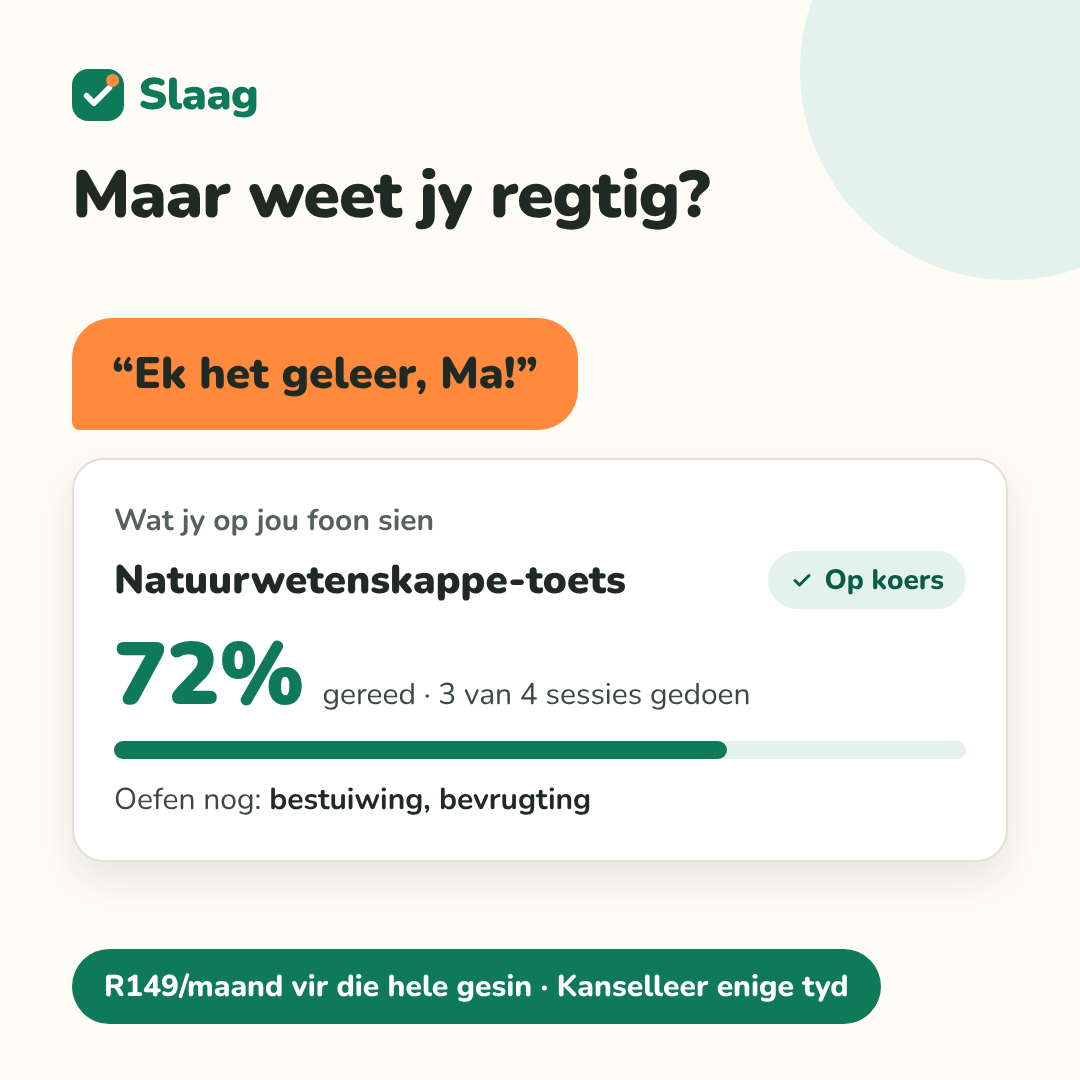 Slaag
Maar weet jy regtig?
“Ek het geleer, Ma!”
Wat jy op jou foon sien
Natuurwetenskappe-toets
Op koers
72% gereed · 3 van 4 sessies gedoen
Oefen nog: bestuiwing, bevrugting
R149/maand vir die hele gesin · Kanselleer enige tyd